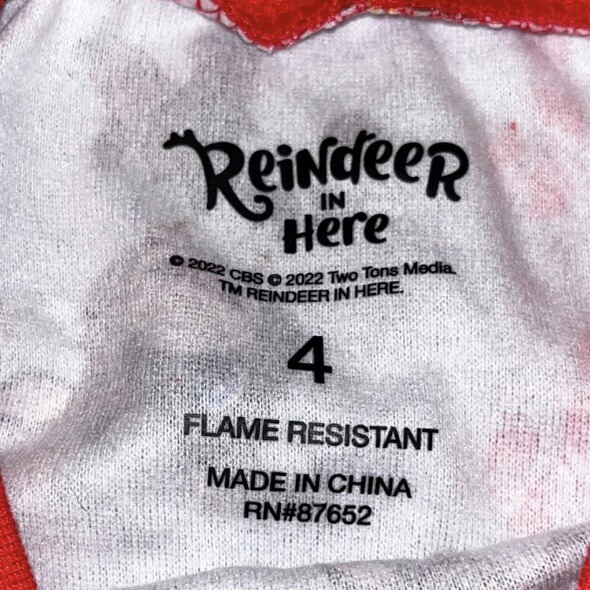 ReiNdeeR
IN
Here
© 2022 CBS © 2022 Two Tons Media.
TM REINDEER IN HERE.
4
FLAME RESISTANT
MADE IN CHINA
RN#87652